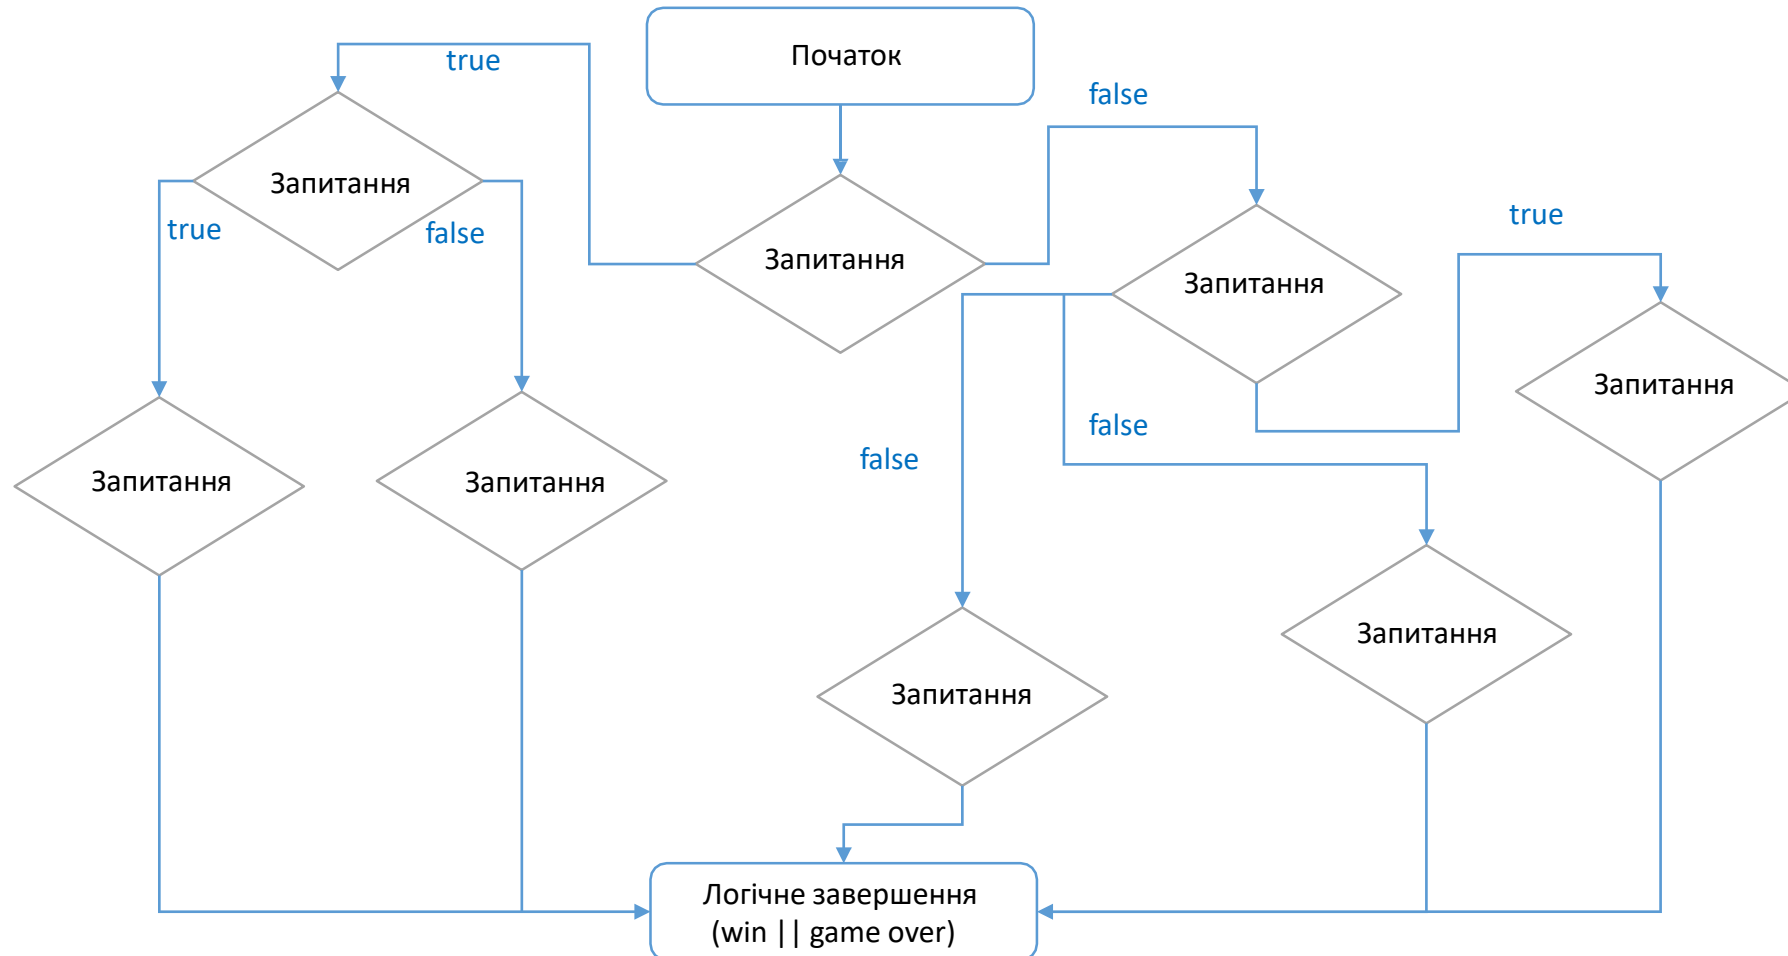 Початок
true
false
Запитання
true
false
Запитання
Запитання
true
Запитання
false
false
Запитання
Запитання
Запитання
Запитання
Запитання
Логічне завершення
(win || game over)